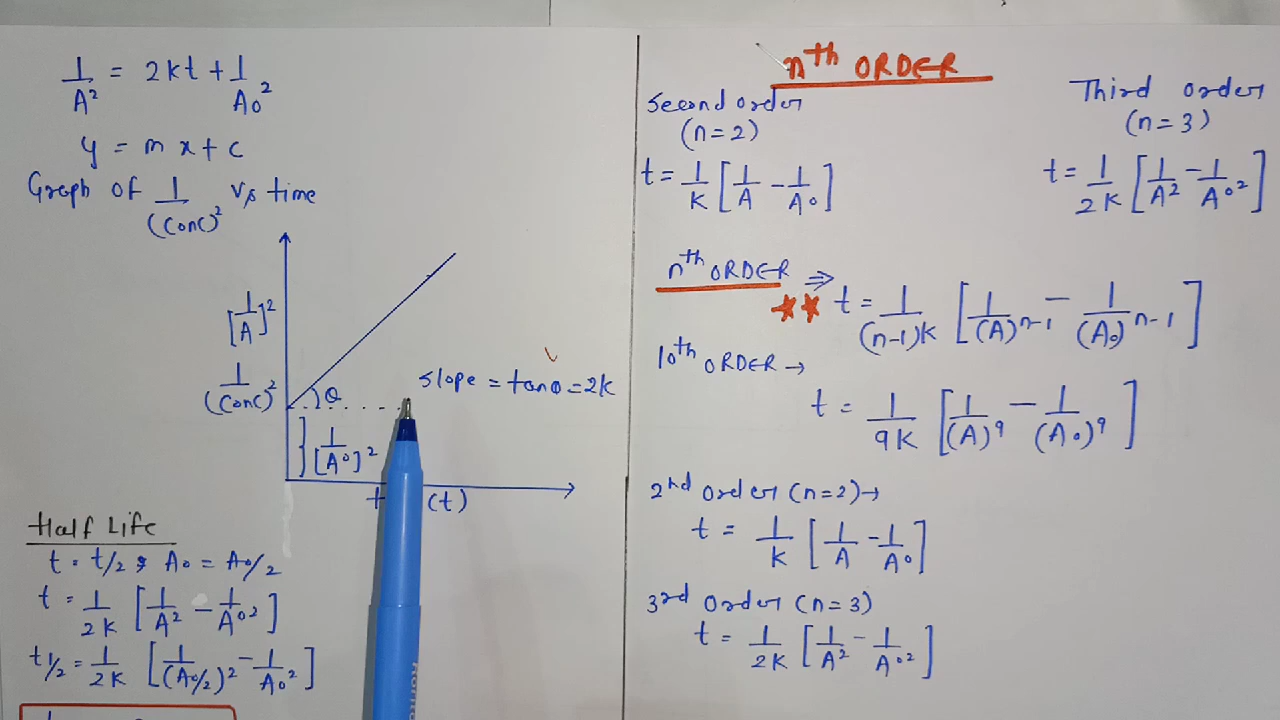 1/A² = 2kt + 1/A₀²
y = mx + c
Graph of 1/(Conc)² v/s time
[1/A]²
1/(Conc)²
θ
slope = tanθ = 2k
1/[A₀]²
(t)
Half Life
t = t/2 & A₀ = A₀/2
t = 1/2K [1/A² - 1/A₀²]
t1/2 = 1/2K [1/(A₀/2)² - 1/A₀²]
nth ORDER
Second order
(n=2)
t = 1/K [1/A - 1/A₀]
Third order
(n=3)
t = 1/2K [1/A² - 1/A₀²]
nth ORDER ⇒ t = 1/(n-1)k [1/(A)ⁿ⁻¹ - 1/(A₀)ⁿ⁻¹]
10th ORDER →
t = 1/9K [1/(A)⁹ - 1/(A₀)⁹]
2nd order (n=2) →
t = 1/K [1/A - 1/A₀]
3rd order (n=3)
t = 1/2K [1/A² - 1/A₀²]